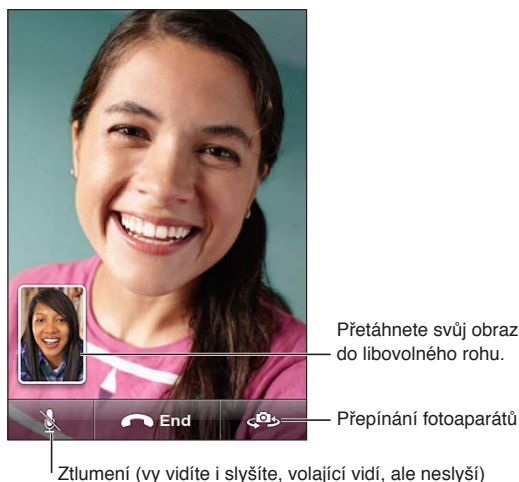 Přetáhnete svůj obraz
do libovolného rohu.
End
Přepínání fotoaparátů
Ztlumení (vy vidíte i slyšíte, volající vidí, ale neslyší)